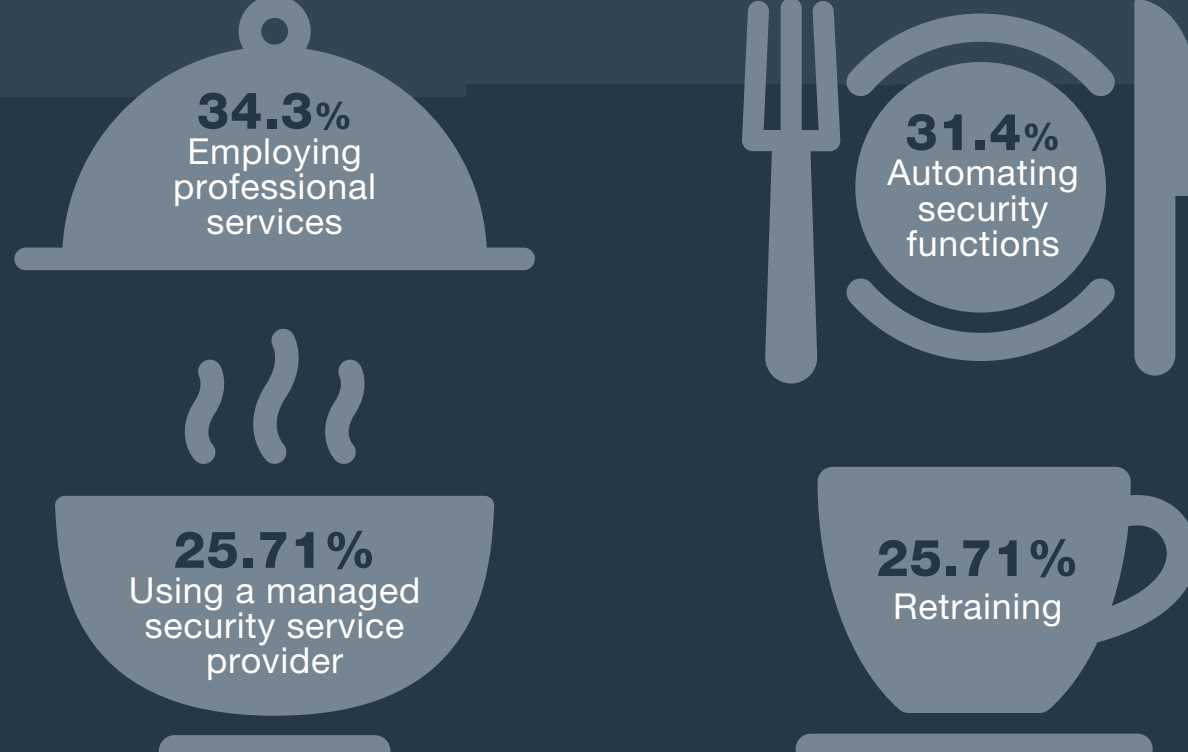 34.3%
Employing
professional
services
31.4%
Automating
security
functions
25.71%
Using a managed
security service
provider
25.71%
Retraining